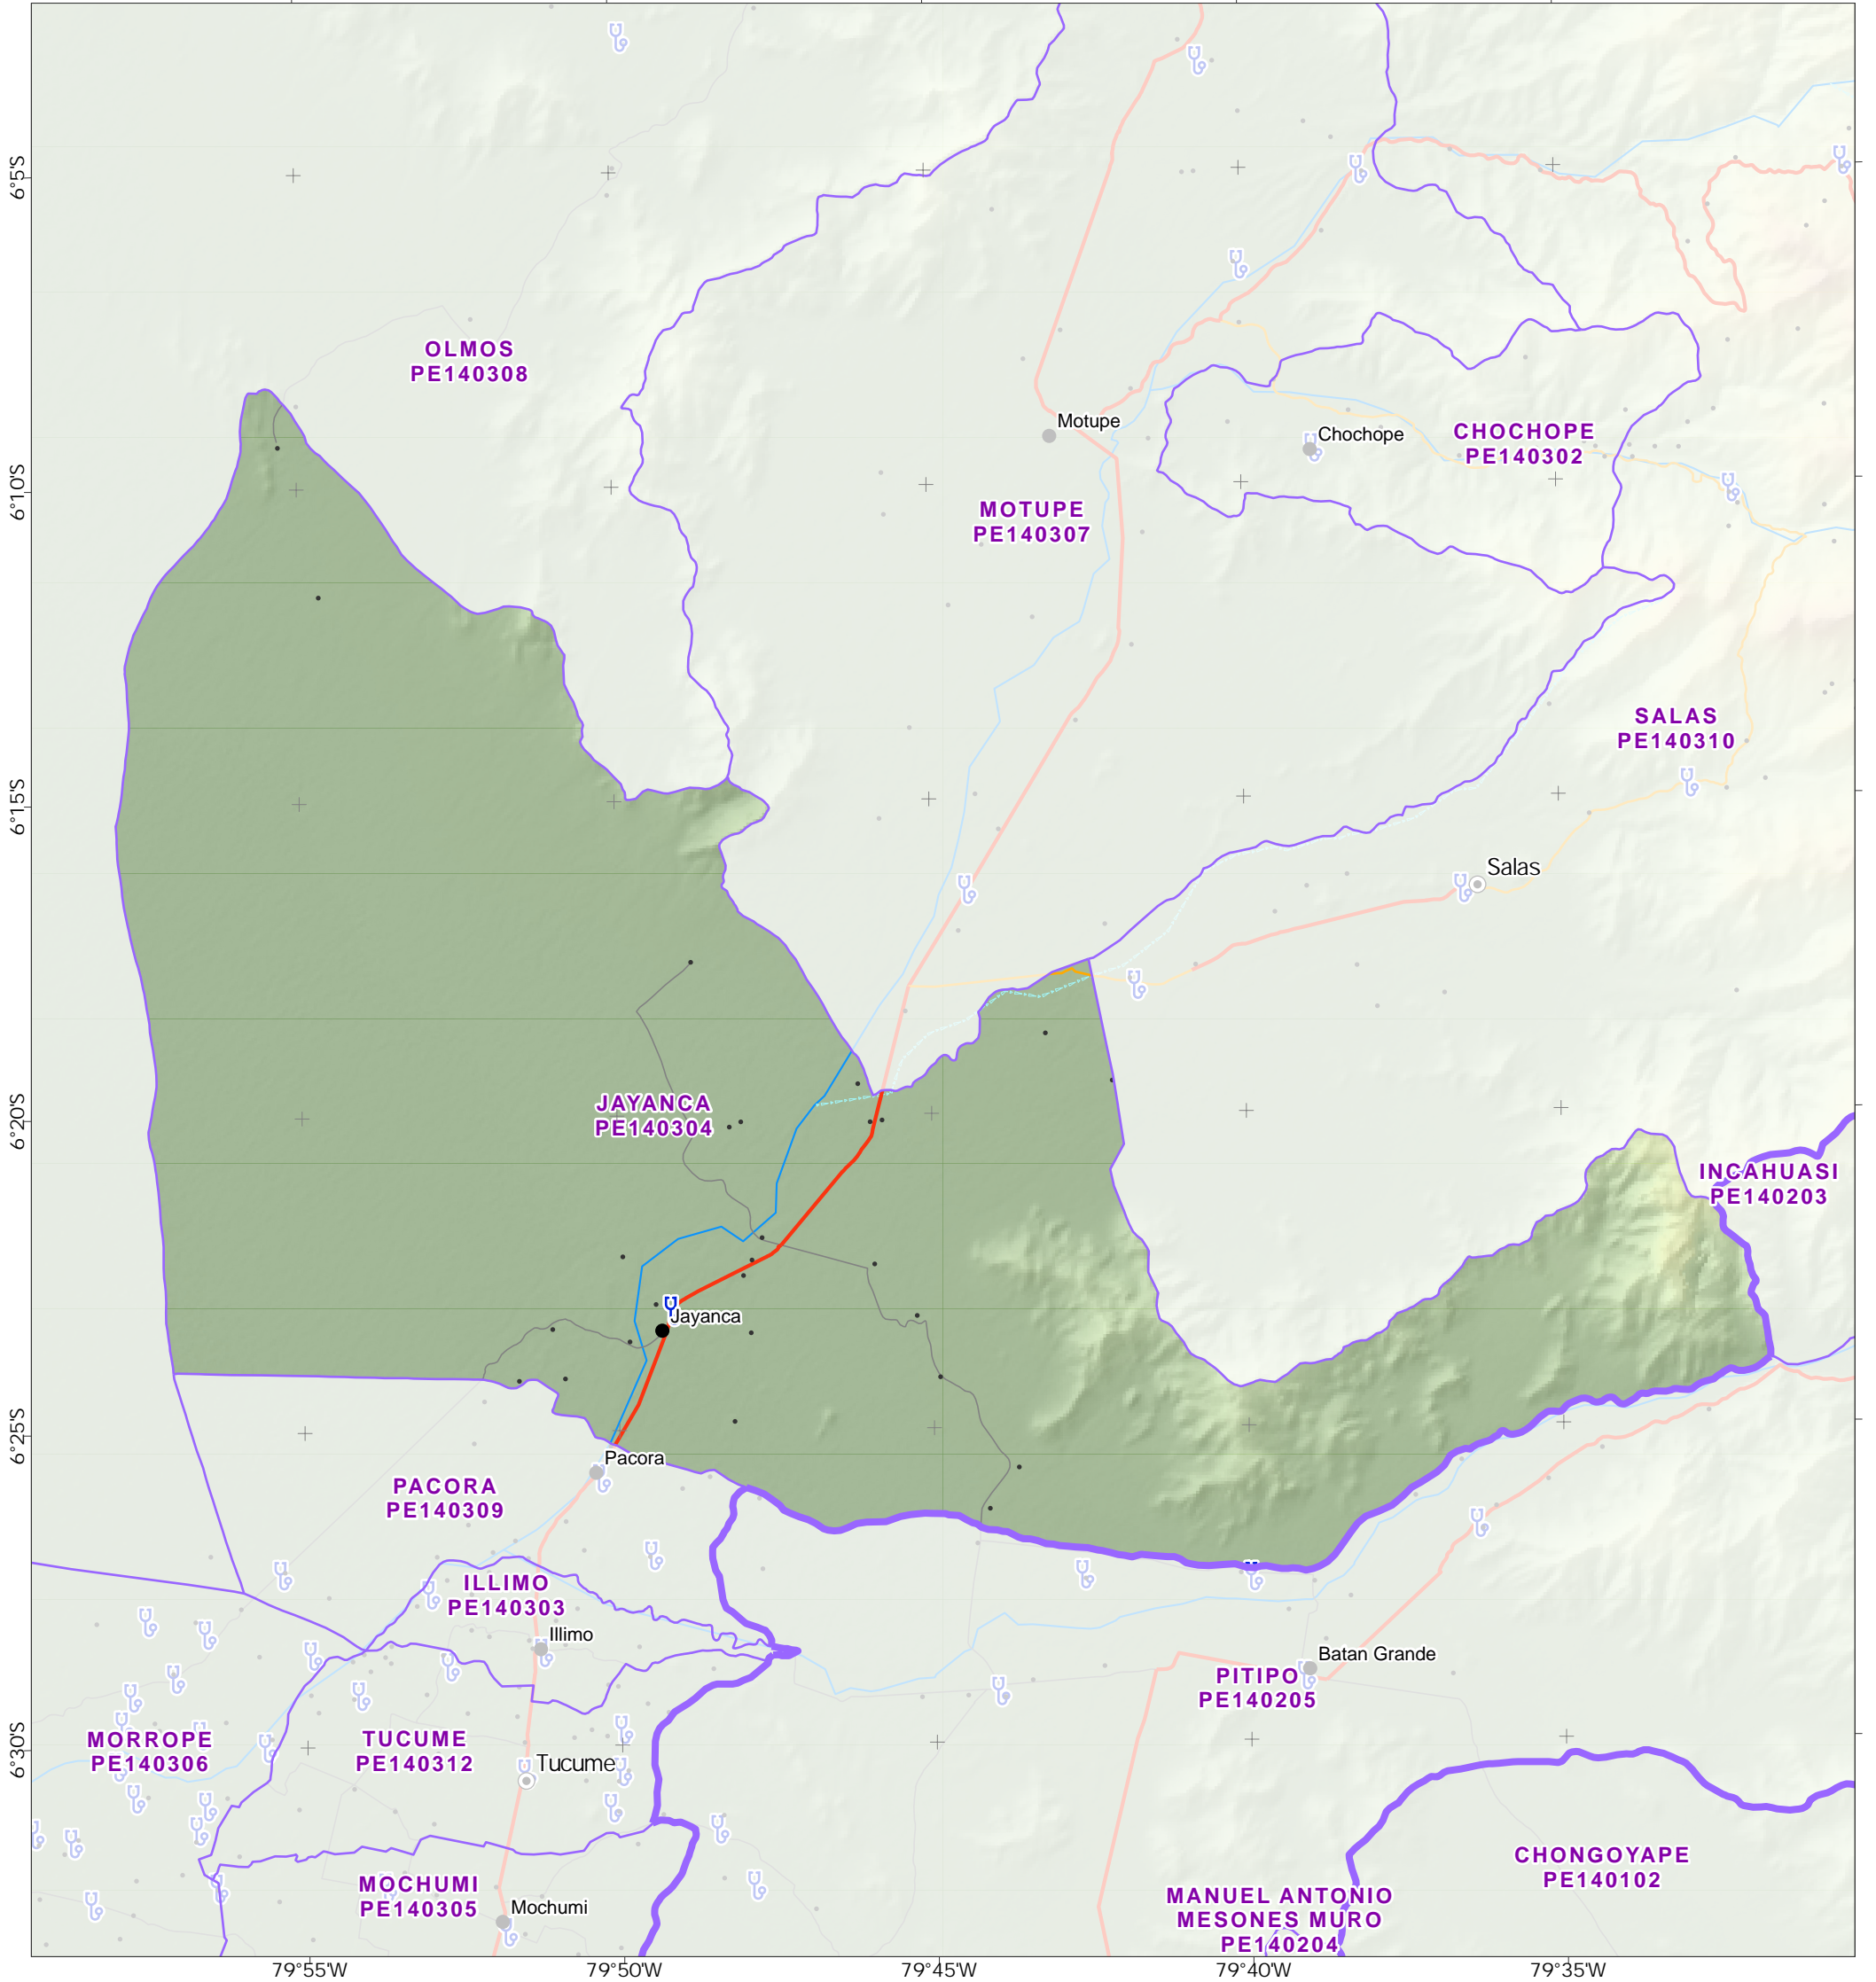 OLMOS
PE140308
6°5'S
Motupe
Chochope
CHOCHOPE
PE140302
6°10'S
MOTUPE
PE140307
SALAS
PE140310
6°15'S
Salas
JAYANCA
PE140304
6°20'S
INCAHUASI
PE140203
Jayanca
6°25'S
Pacora
PACORA
PE140309
ILLIMO
PE140303
Illimo
Batan Grande
PITIPO
PE140205
MORROPE
PE140306
TUCUME
PE140312
Tucume
6°30'S
MOCHUMI
PE140305
Mochumi
CHONGOYAPE
PE140102
MANUEL ANTONIO
MESONES MURO
PE140204
79°55'W
79°50'W
79°45'W
79°40'W
79°35'W